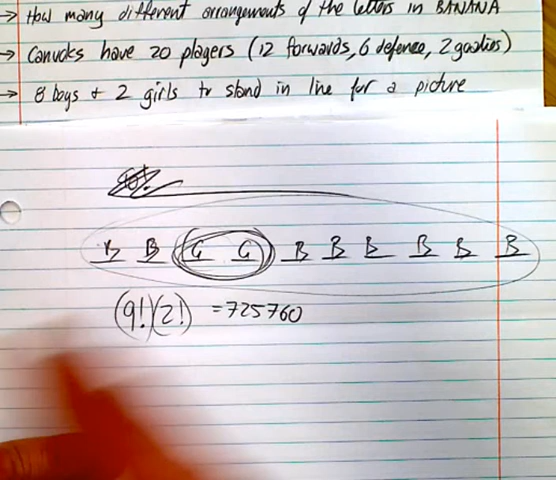 → How many different arrangements of the letters in BANANA
→ Canucks have 20 players (12 forwards, 6 defence, 2 goalies)
→ 8 boys & 2 girls to stand in line for a picture
B B G G B B B B B B
(9!)(2!) = 725760